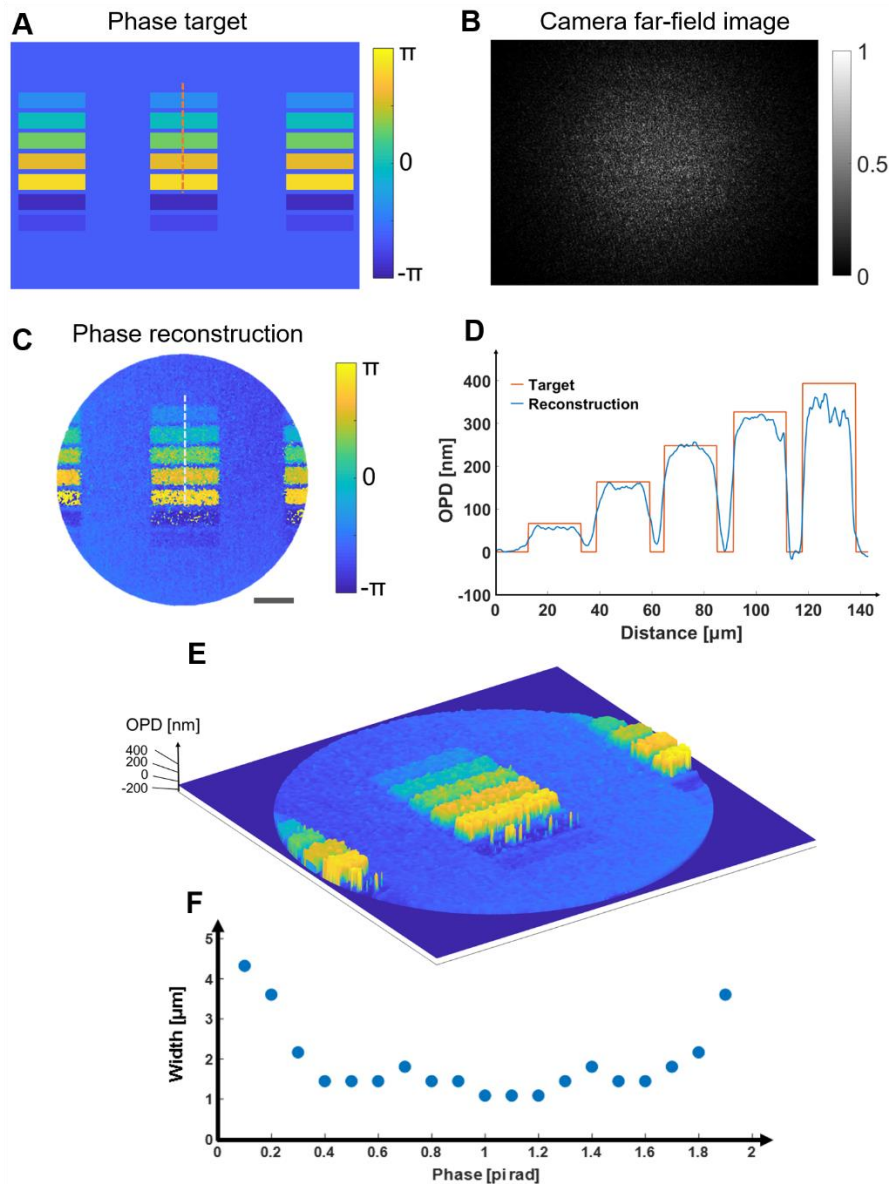 A
Phase target
π
0
-π
B
Camera far-field image
1
0.5
0
C
Phase reconstruction
π
0
-π
D
Target
Reconstruction
OPD [nm]
400
300
200
100
0
-100
0 20 40 60 80 100 120 140
Distance [µm]
E
OPD [nm]
400
200
0
-200
F
Width [µm]
5
4
3
2
1
0
0 0.2 0.4 0.6 0.8 1 1.2 1.4 1.6 1.8 2
Phase [pi rad]